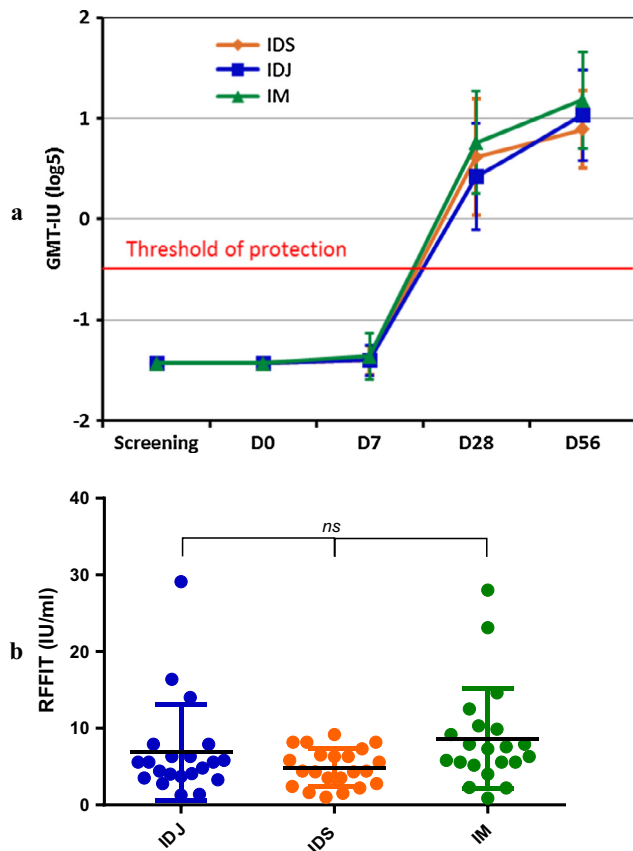 a
GMT-IU (log5)
2
1
0
-1
-2
IDS
IDJ
IM
Threshold of protection
Screening D0 D7 D28 D56
b
RFFIT (IU/ml)
40
30
20
10
0
ns
IDJ IDS IM